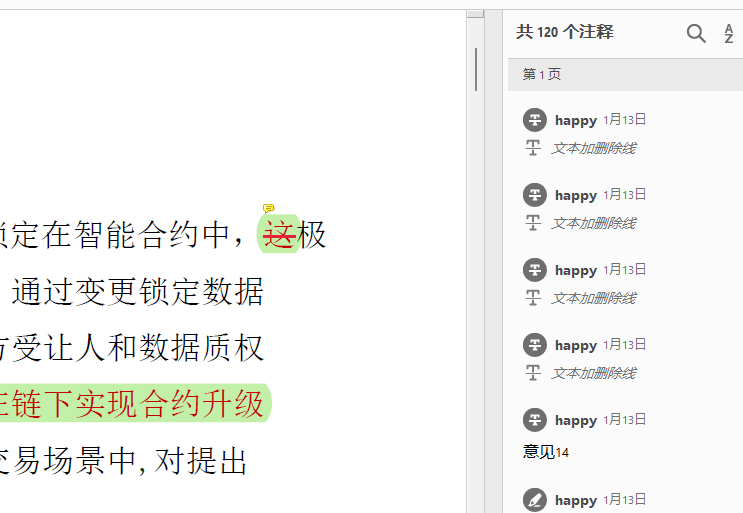 定在智能合约中，这极
通过变更锁定数据
受让人和数据质权
链下实现合约升级
易场景中,对提出
共 120 个注释
第 1 页
happy 1月13日
文本加删除线
happy 1月13日
文本加删除线
happy 1月13日
文本加删除线
happy 1月13日
文本加删除线
happy 1月13日
意见14
happy 1月13日